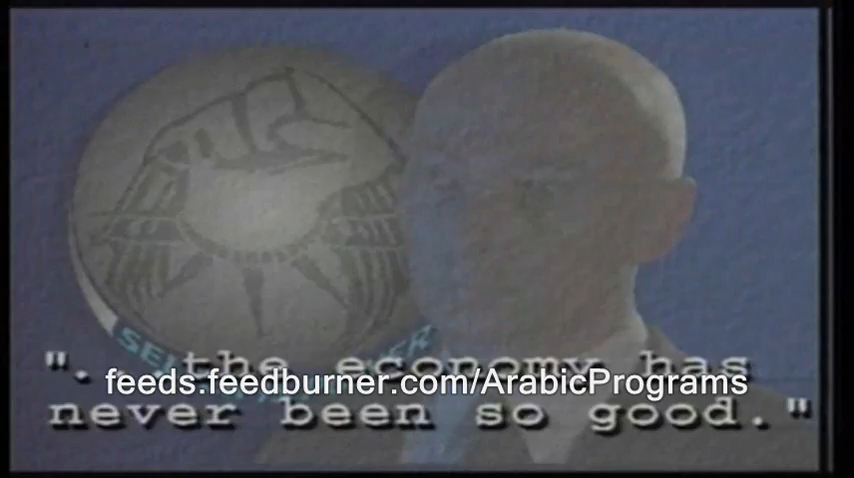 ". the economy has
feeds.feedburner.com/ArabicPrograms
never been so good."